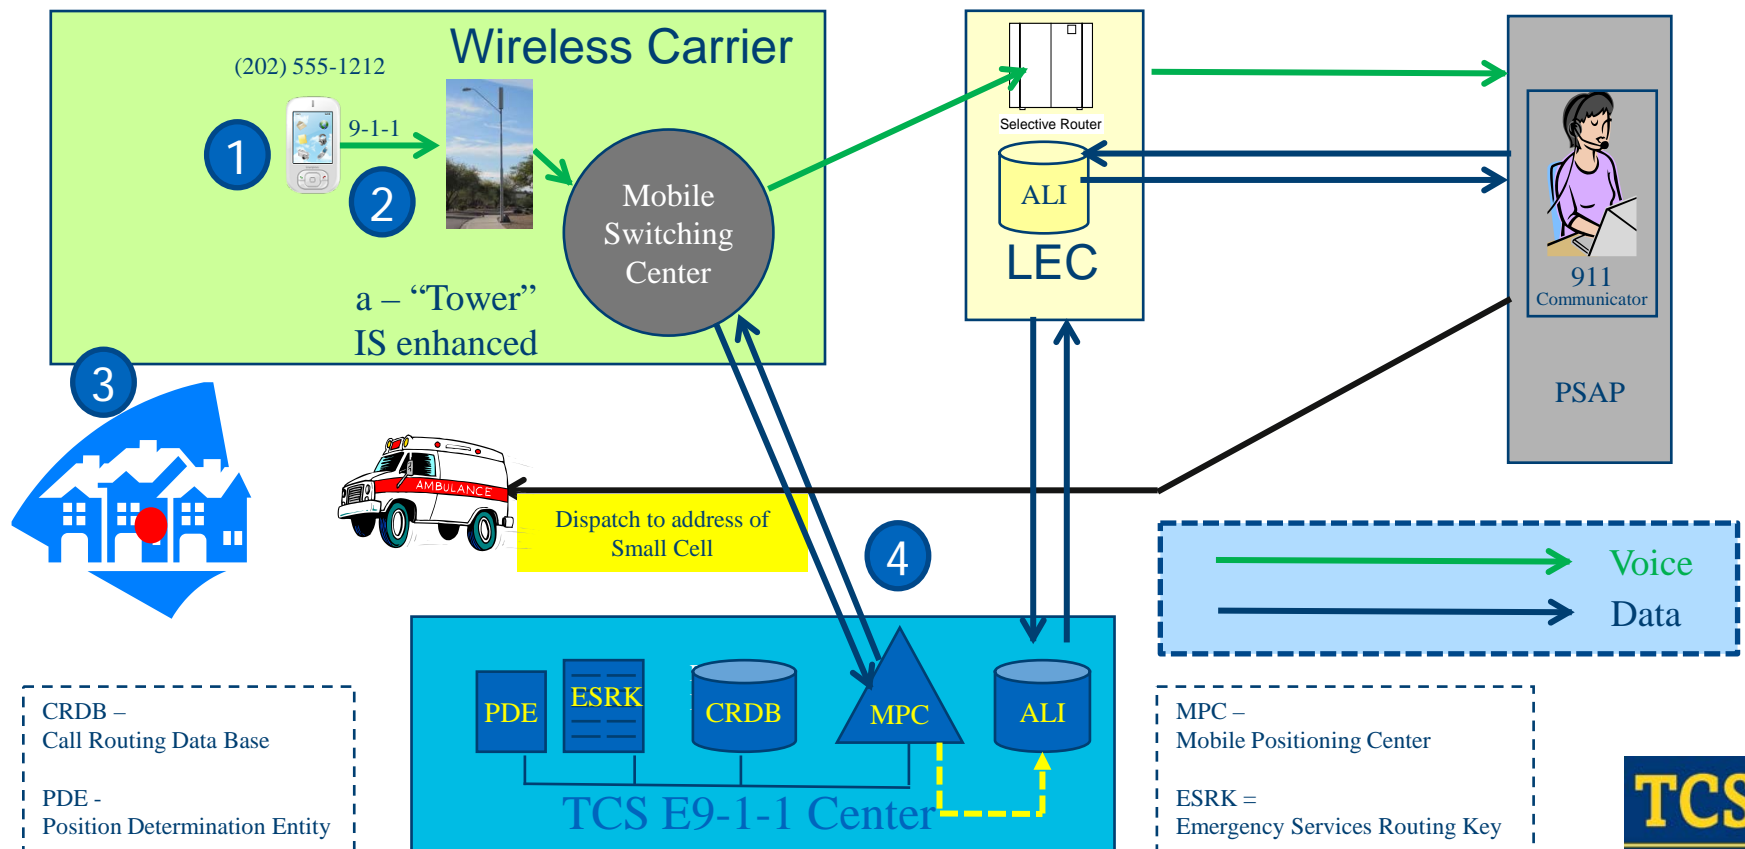 Wireless Carrier
(202) 555-1212
9-1-1
1
2
Mobile
Switching
Center
a – “Tower”
IS enhanced
Selective Router
ALI
LEC
911
Communicator
PSAP
3
AMBULANCE
Dispatch to address of
Small Cell
4
Voice
Data
PDE
ESRK
CRDB
MPC
ALI
TCS E9-1-1 Center
CRDB –
Call Routing Data Base
PDE -
Position Determination Entity
MPC –
Mobile Positioning Center
ESRK =
Emergency Services Routing Key
TCS